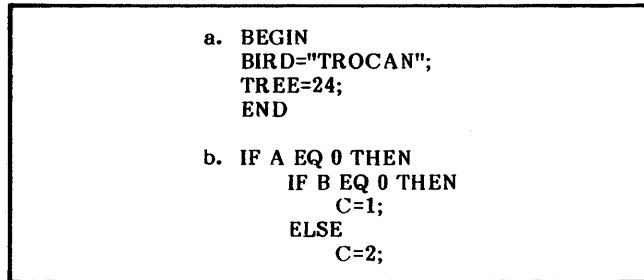 a. BEGIN
BIRD="TROCAN";
TREE=24;
END
b. IF A EQ 0 THEN
IF B EQ 0 THEN
C=1;
ELSE
C=2;